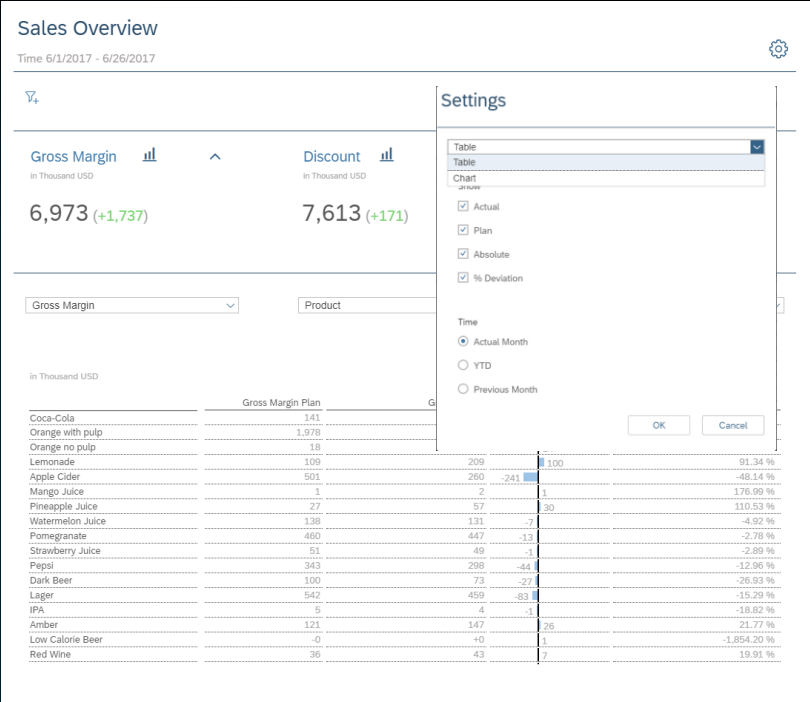 Sales Overview
Time 6/1/2017 - 6/26/2017
Settings
Table
Table
Chart
Show
Actual
Plan
Absolute
% Deviation
Time
Actual Month
YTD
Previous Month
OK Cancel
Gross Margin Discount
in Thousand USD in Thousand USD
6,973 (+1,737) 7,613 (+171)
Gross Margin Product
in Thousand USD
Gross Margin Plan G
Coca-Cola 141
Orange with pulp 1,978
Orange no pulp 18
Lemonade 109 209 100 91.34 %
Apple Cider 501 260 -241 -48.14 %
Mango Juice 1 2 1 176.99 %
Pineapple Juice 27 57 30 110.53 %
Watermelon Juice 138 131 -7 -4.92 %
Pomegranate 460 447 -13 -2.78 %
Strawberry Juice 51 49 -1 -2.89 %
Pepsi 343 298 -44 -12.96 %
Dark Beer 100 73 -27 -26.93 %
Lager 542 459 -83 -15.29 %
IPA 5 4 -1 -18.82 %
Amber 121 147 26 21.77 %
Low Calorie Beer -0 +0 1 -1,854.20 %
Red Wine 36 43 7 19.91 %